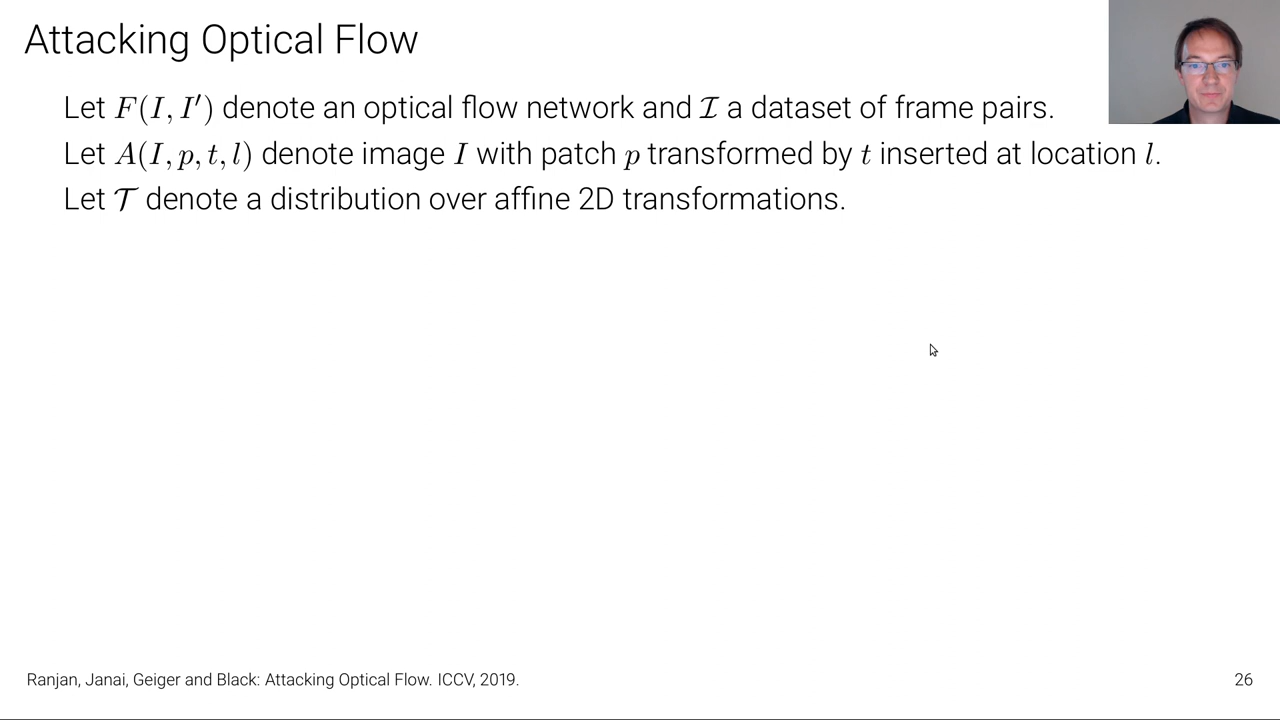 Attacking Optical Flow
Let F(I, I′) denote an optical flow network and ℐ a dataset of frame pairs.
Let A(I, p, t, l) denote image I with patch p transformed by t inserted at location l.
Let 𝒯 denote a distribution over affine 2D transformations.
Ranjan, Janai, Geiger and Black: Attacking Optical Flow. ICCV, 2019.
26